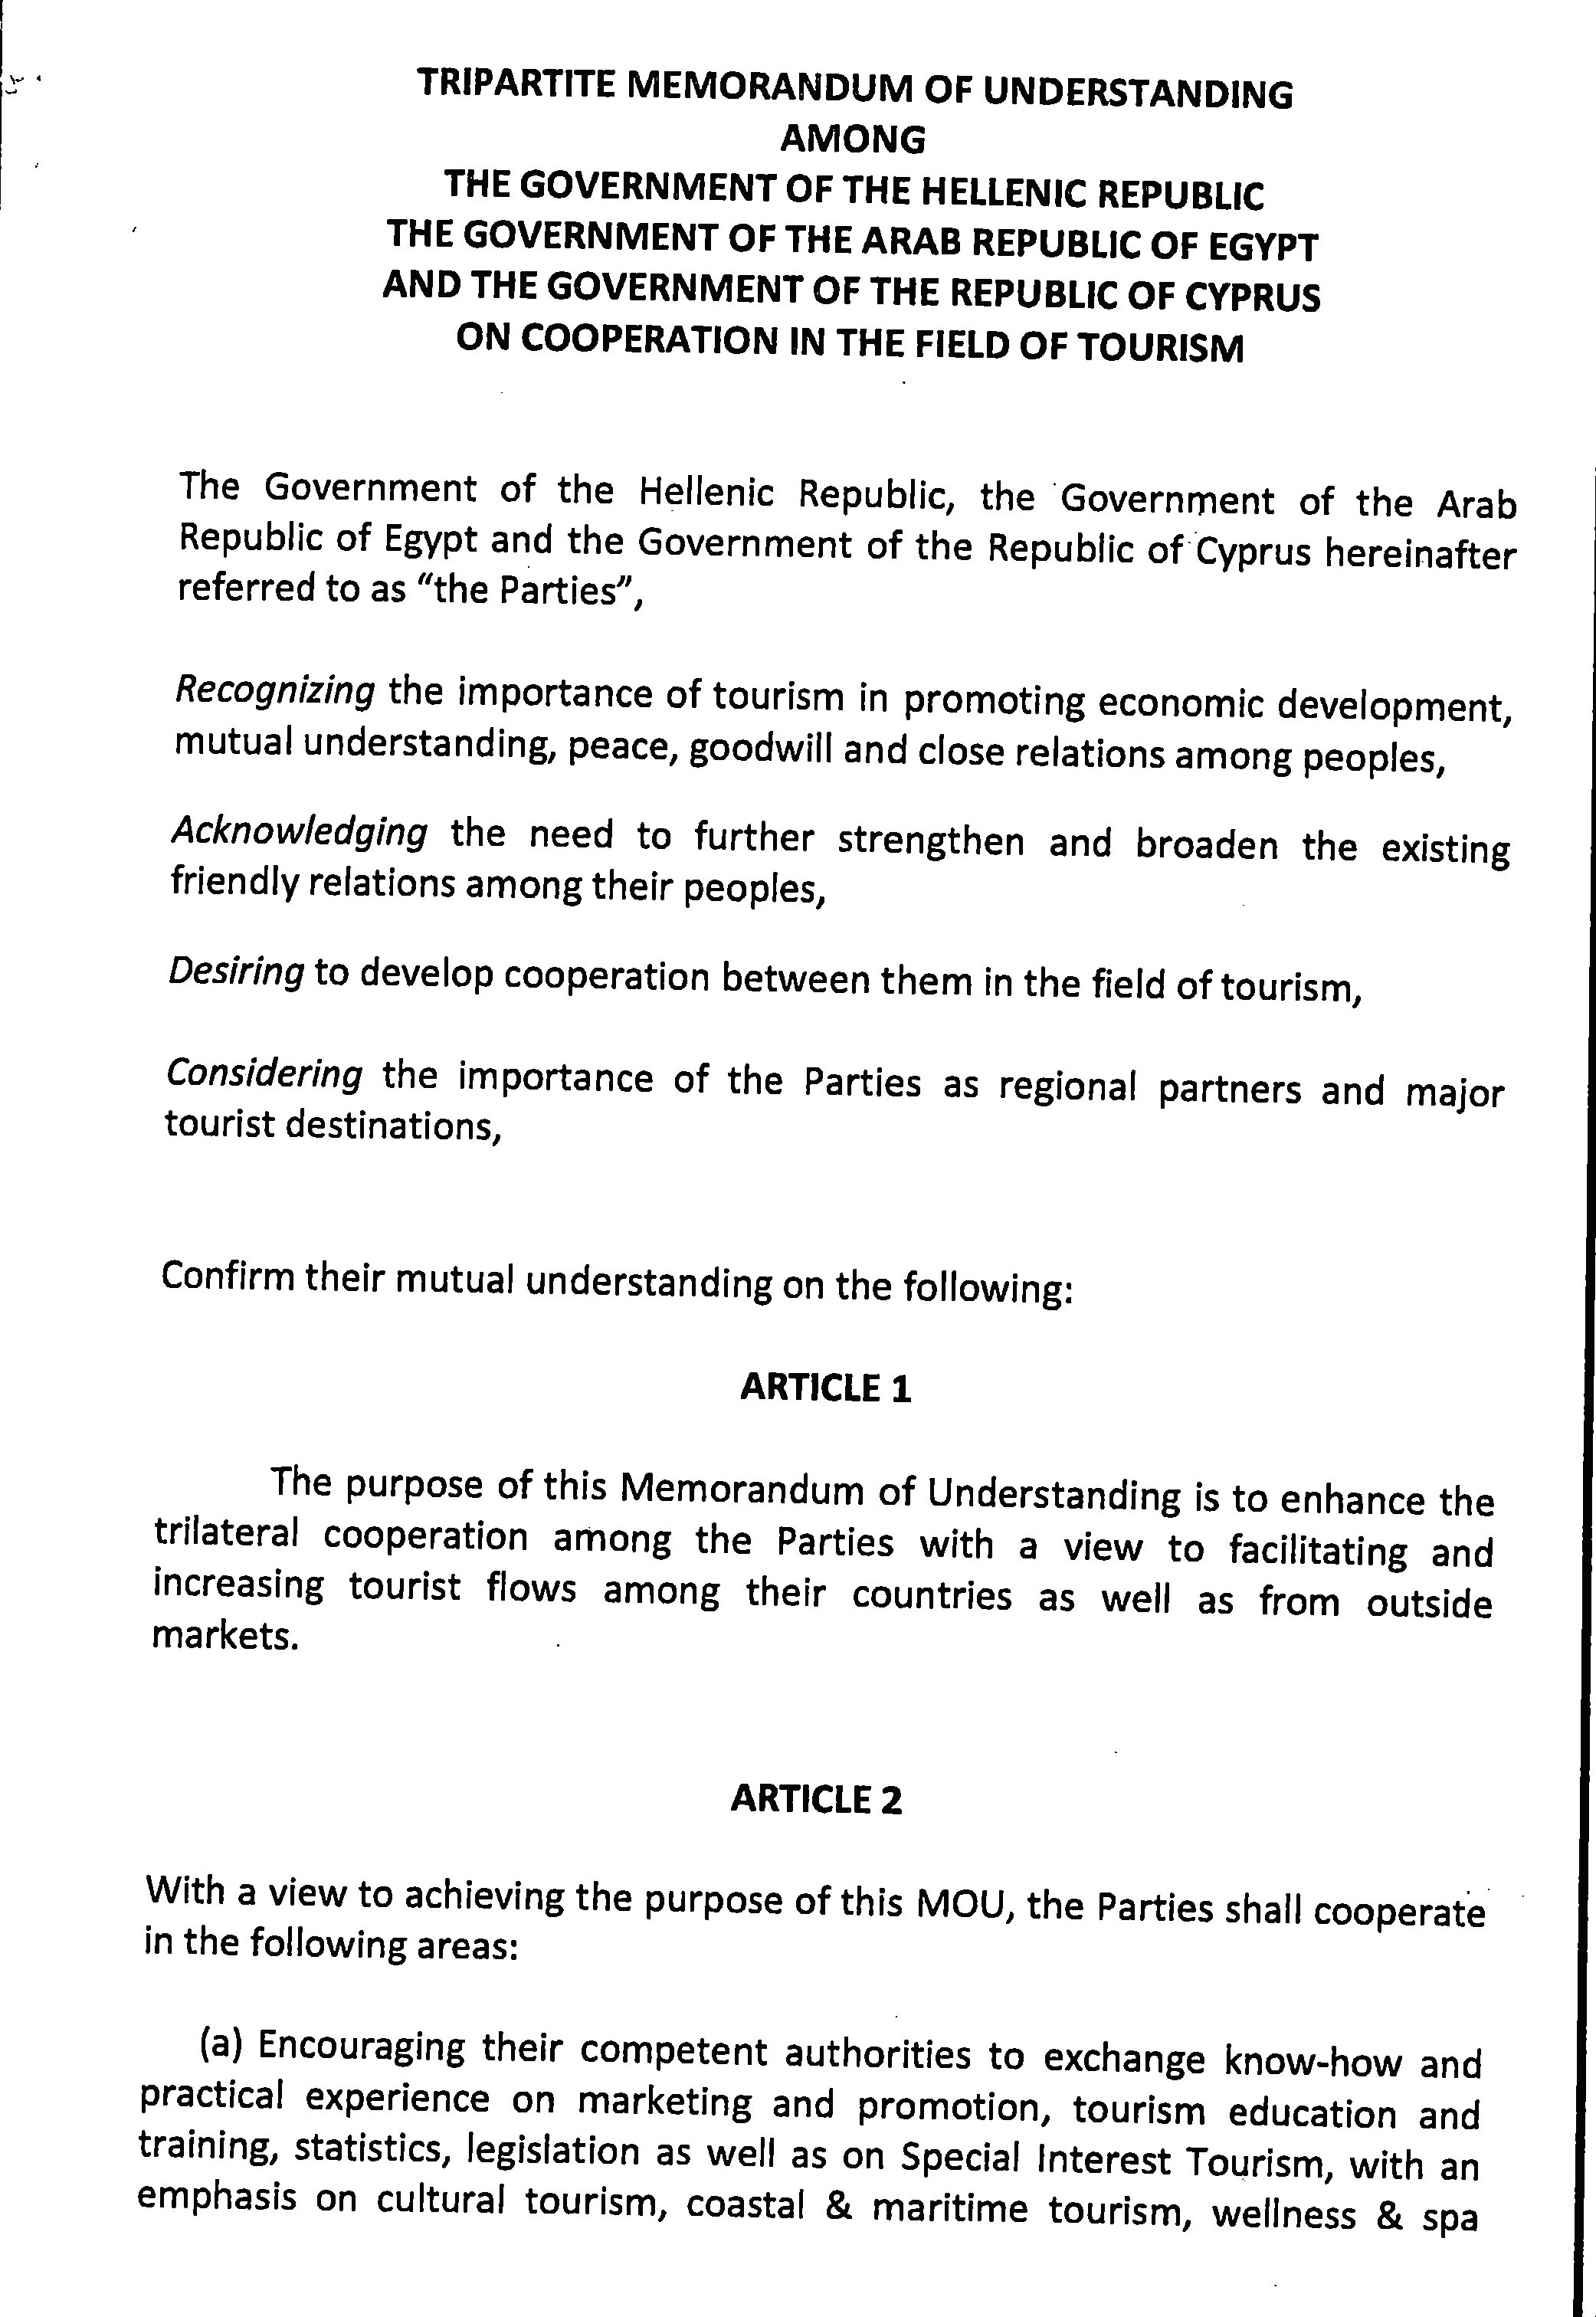 TRIPARTITE MEMORANDUM OF UNDERSTANDING
AMONG
THE GOVERNMENT OF THE HELLENIC REPUBLIC
THE GOVERNMENT OF THE ARAB REPUBLIC OF EGYPT
AND THE GOVERNMENT OF THE REPUBLIC OF CYPRUS
ON COOPERATION IN THE FIELD OF TOURISM
The Government of the Hellenic Republic, the Government of the Arab
Republic of Egypt and the Government of the Republic of Cyprus hereinafter
referred to as “the Parties”,
Recognizing the importance of tourism in promoting economic development,
mutual understanding, peace, goodwill and close relations among peoples,
Acknowledging the need to further strengthen and broaden the existing
friendly relations among their peoples,
Desiring to develop cooperation between them in the field of tourism,
Considering the importance of the Parties as regional partners and major
tourist destinations,
Confirm their mutual understanding on the following:
ARTICLE 1
The purpose of this Memorandum of Understanding is to enhance the
trilateral cooperation among the Parties with a view to facilitating and
increasing tourist flows among their countries as well as from outside
markets.
ARTICLE 2
With a view to achieving the purpose of this MOU, the Parties shall cooperate
in the following areas:
(a) Encouraging their competent authorities to exchange know-how and
practical experience on marketing and promotion, tourism education and
training, statistics, legislation as well as on Special Interest Tourism, with an
emphasis on cultural tourism, coastal & maritime tourism, wellness & spa